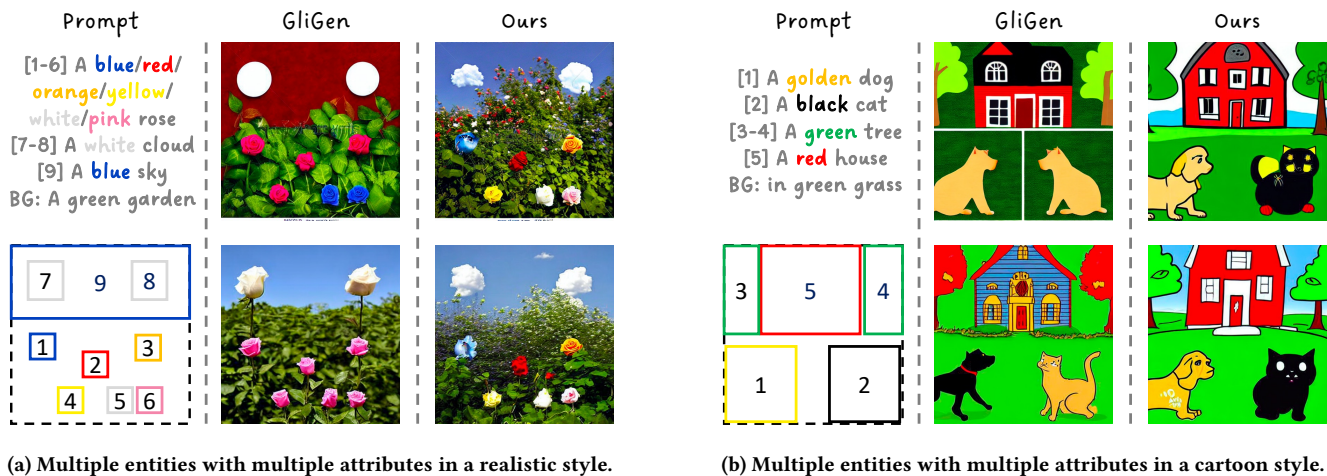 Prompt
GliGen
Ours
[1-6] A blue/red/
orange/yellow/
white/pink rose
[7-8] A white cloud
[9] A blue sky
BG: A green garden
7
9
8
1
2
3
4
5
6
(a) Multiple entities with multiple attributes in a realistic style.
Prompt
GliGen
Ours
[1] A golden dog
[2] A black cat
[3-4] A green tree
[5] A red house
BG: in green grass
3
5
4
1
2
(b) Multiple entities with multiple attributes in a cartoon style.